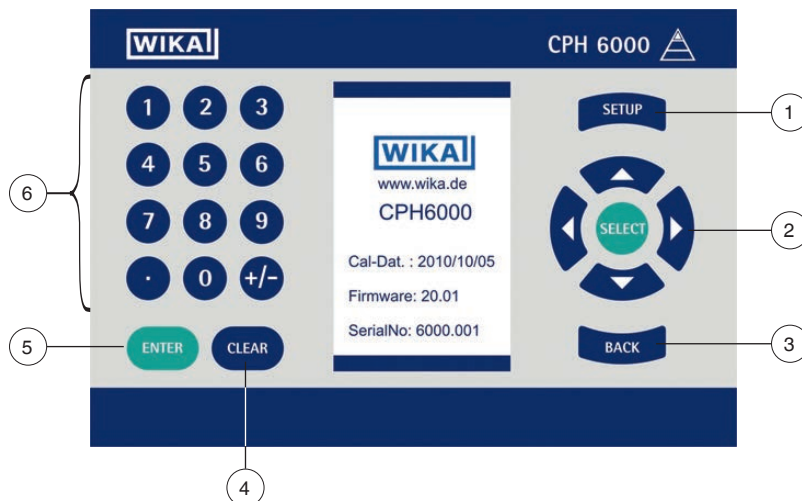 WIKAI
CPH 6000
1 2 3
4 5 6
7 8 9
· 0 +/-
ENTER CLEAR
WIKAI
www.wika.de
CPH6000
Cal-Dat. : 2010/10/05
Firmware: 20.01
SerialNo: 6000.001
SETUP
SELECT
BACK
1
2
3
4
5
6